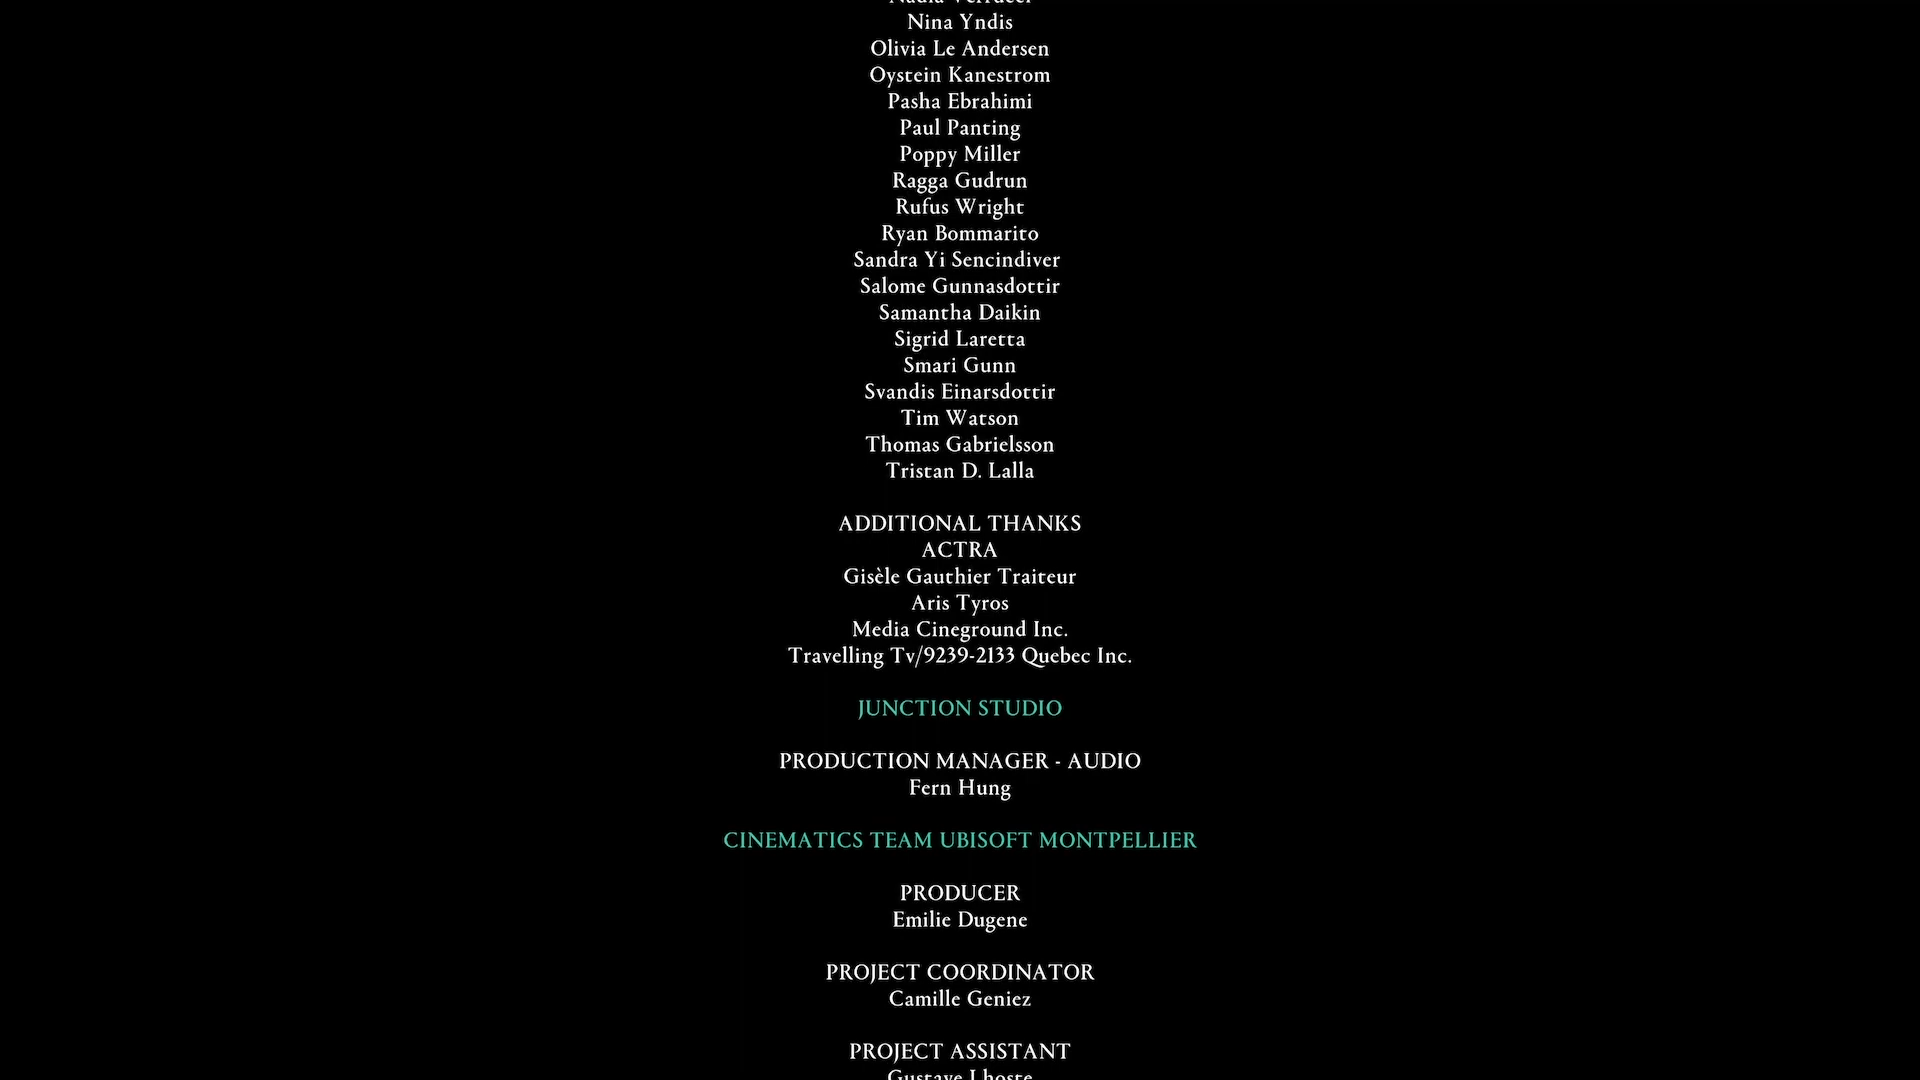 Nina Yndis
Olivia Le Andersen
Oystein Kanestrom
Pasha Ebrahimi
Paul Panting
Poppy Miller
Ragga Gudrun
Rufus Wright
Ryan Bommarito
Sandra Yi Sencindiver
Salome Gunnasdottir
Samantha Daikin
Sigrid Laretta
Smari Gunn
Svandis Einarsdottir
Tim Watson
Thomas Gabrielsson
Tristan D. Lalla
ADDITIONAL THANKS
ACTRA
Gisèle Gauthier Traiteur
Aris Tyros
Media Cineground Inc.
Travelling Tv/9239-2133 Quebec Inc.
JUNCTION STUDIO
PRODUCTION MANAGER - AUDIO
Fern Hung
CINEMATICS TEAM UBISOFT MONTPELLIER
PRODUCER
Emilie Dugene
PROJECT COORDINATOR
Camille Geniez
PROJECT ASSISTANT
Gustave Lhoste